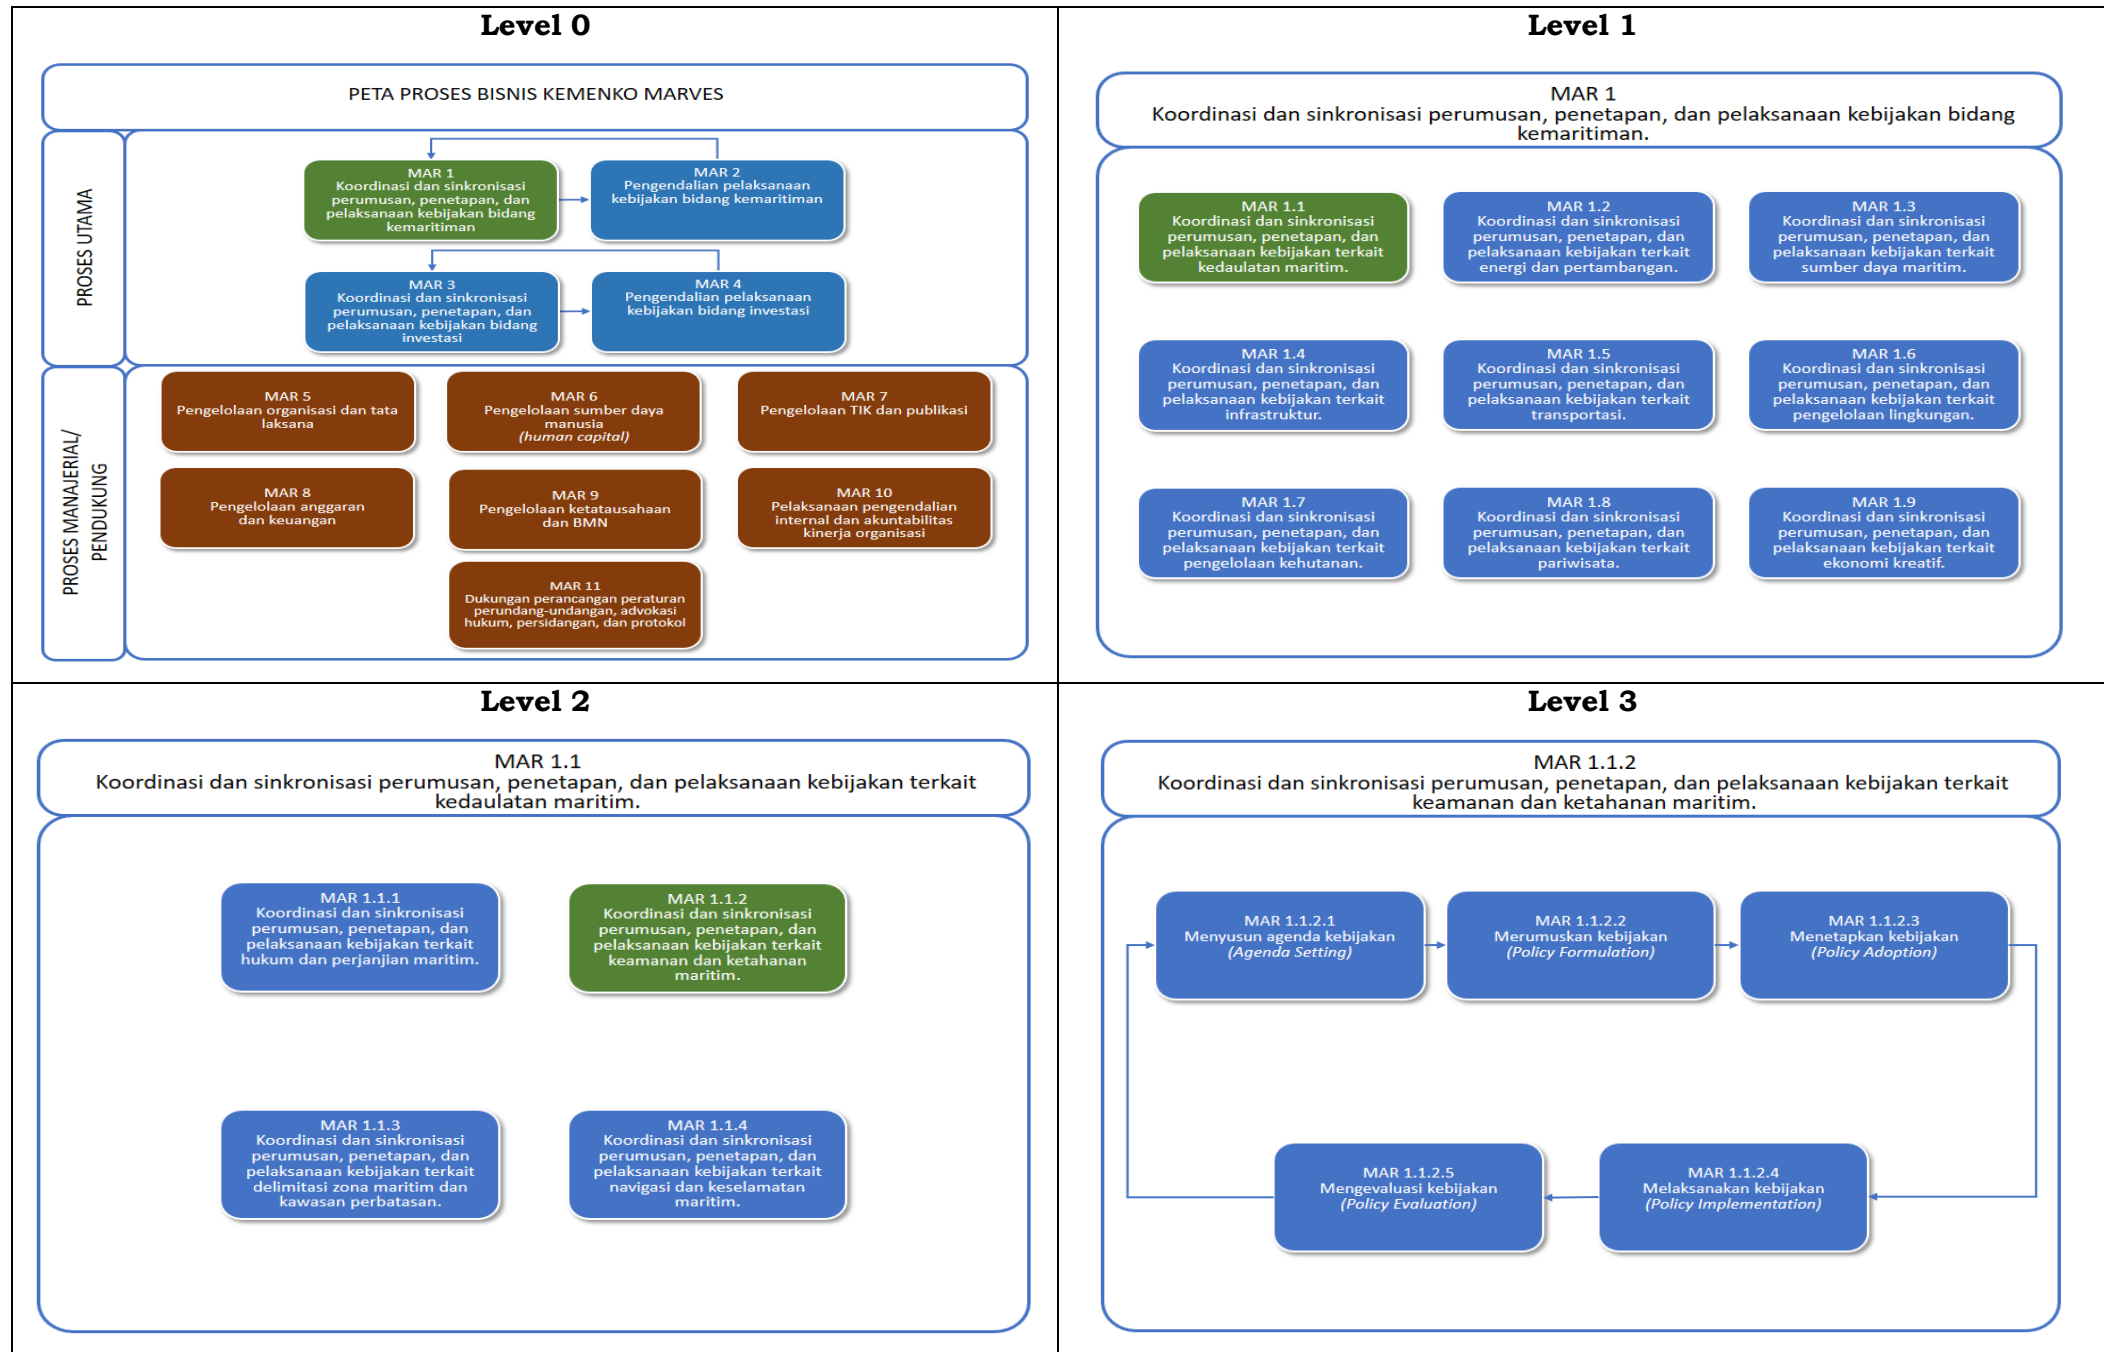 Level 0
PETA PROSES BISNIS KEMENKO MARVES
PROSES UTAMA
MAR 1
Koordinasi dan sinkronisasi
perumusan, penetapan, dan
pelaksanaan kebijakan bidang
kemaritiman
MAR 2
Pengendalian pelaksanaan
kebijakan bidang kemaritiman
MAR 3
Koordinasi dan sinkronisasi
perumusan, penetapan, dan
pelaksanaan kebijakan bidang
investasi
MAR 4
Pengendalian pelaksanaan
kebijakan bidang investasi
PROSES MANAJERIAL/
PENDUKUNG
MAR 5
Pengelolaan organisasi dan tata
laksana
MAR 6
Pengelolaan sumber daya
manusia
(human capital)
MAR 7
Pengelolaan TIK dan publikasi
MAR 8
Pengelolaan anggaran
dan keuangan
MAR 9
Pengelolaan ketatausahaan
dan BMN
MAR 10
Pelaksanaan pengendalian
internal dan akuntabilitas
kinerja organisasi
MAR 11
Dukungan perancangan peraturan
perundang-undangan, advokasi
hukum, persidangan, dan protokol
Level 1
MAR 1
Koordinasi dan sinkronisasi perumusan, penetapan, dan pelaksanaan kebijakan bidang
kemaritiman.
MAR 1.1
Koordinasi dan sinkronisasi
perumusan, penetapan, dan
pelaksanaan kebijakan terkait
kedaulatan maritim.
MAR 1.2
Koordinasi dan sinkronisasi
perumusan, penetapan, dan
pelaksanaan kebijakan terkait
energi dan pertambangan.
MAR 1.3
Koordinasi dan sinkronisasi
perumusan, penetapan, dan
pelaksanaan kebijakan terkait
sumber daya maritim.
MAR 1.4
Koordinasi dan sinkronisasi
perumusan, penetapan, dan
pelaksanaan kebijakan terkait
infrastruktur.
MAR 1.5
Koordinasi dan sinkronisasi
perumusan, penetapan, dan
pelaksanaan kebijakan terkait
transportasi.
MAR 1.6
Koordinasi dan sinkronisasi
perumusan, penetapan, dan
pelaksanaan kebijakan terkait
pengelolaan lingkungan.
MAR 1.7
Koordinasi dan sinkronisasi
perumusan, penetapan, dan
pelaksanaan kebijakan terkait
pengelolaan kehutanan.
MAR 1.8
Koordinasi dan sinkronisasi
perumusan, penetapan, dan
pelaksanaan kebijakan terkait
pariwisata.
MAR 1.9
Koordinasi dan sinkronisasi
perumusan, penetapan, dan
pelaksanaan kebijakan terkait
ekonomi kreatif.
Level 2
MAR 1.1
Koordinasi dan sinkronisasi perumusan, penetapan, dan pelaksanaan kebijakan terkait
kedaulatan maritim.
MAR 1.1.1
Koordinasi dan sinkronisasi
perumusan, penetapan, dan
pelaksanaan kebijakan terkait
hukum dan perjanjian maritim.
MAR 1.1.2
Koordinasi dan sinkronisasi
perumusan, penetapan, dan
pelaksanaan kebijakan terkait
keamanan dan ketahanan
maritim.
MAR 1.1.3
Koordinasi dan sinkronisasi
perumusan, penetapan, dan
pelaksanaan kebijakan terkait
delimitasi zona maritim dan
kawasan perbatasan.
MAR 1.1.4
Koordinasi dan sinkronisasi
perumusan, penetapan, dan
pelaksanaan kebijakan terkait
navigasi dan keselamatan
maritim.
Level 3
MAR 1.1.2
Koordinasi dan sinkronisasi perumusan, penetapan, dan pelaksanaan kebijakan terkait
keamanan dan ketahanan maritim.
MAR 1.1.2.1
Menyusun agenda kebijakan
(Agenda Setting)
MAR 1.1.2.2
Merumuskan kebijakan
(Policy Formulation)
MAR 1.1.2.3
Menetapkan kebijakan
(Policy Adoption)
MAR 1.1.2.5
Mengevaluasi kebijakan
(Policy Evaluation)
MAR 1.1.2.4
Melaksanakan kebijakan
(Policy Implementation)